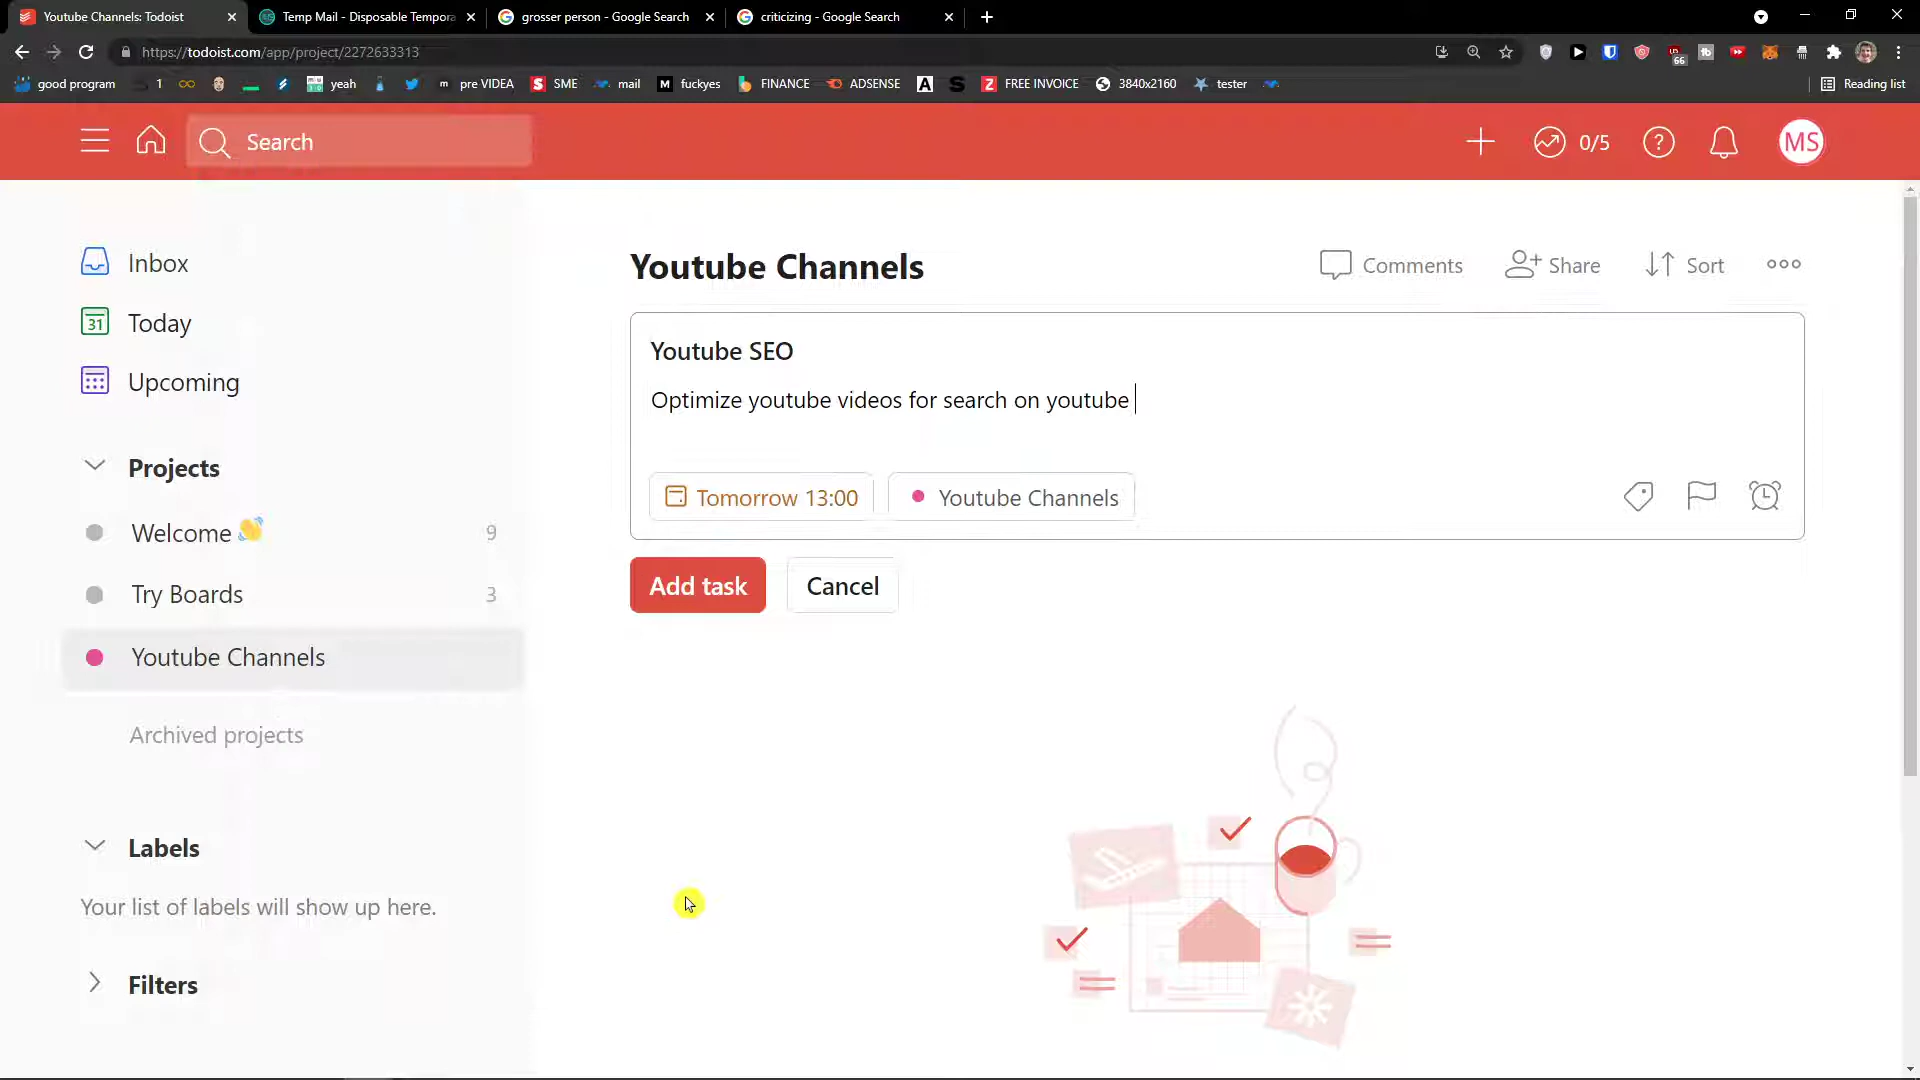 Youtube Channels: Todoist
Temp Mail - Disposable Tempora
grosser person - Google Search
criticizing - Google Search
https://todoist.com/app/project/2272633313
66
good program
1
yeah
pre VIDEA
SME
mail
fuckyes
FINANCE
ADSENSE
FREE INVOICE
3840x2160
tester
Reading list
Search
0/5
MS
Inbox
31
Today
Upcoming
Projects
Welcome 👋
9
Try Boards
3
Youtube Channels
Archived projects
Labels
Your list of labels will show up here.
Filters
Youtube Channels
Comments
Share
Sort
Youtube SEO
Optimize youtube videos for search on youtube
Tomorrow 13:00
Youtube Channels
Add task
Cancel